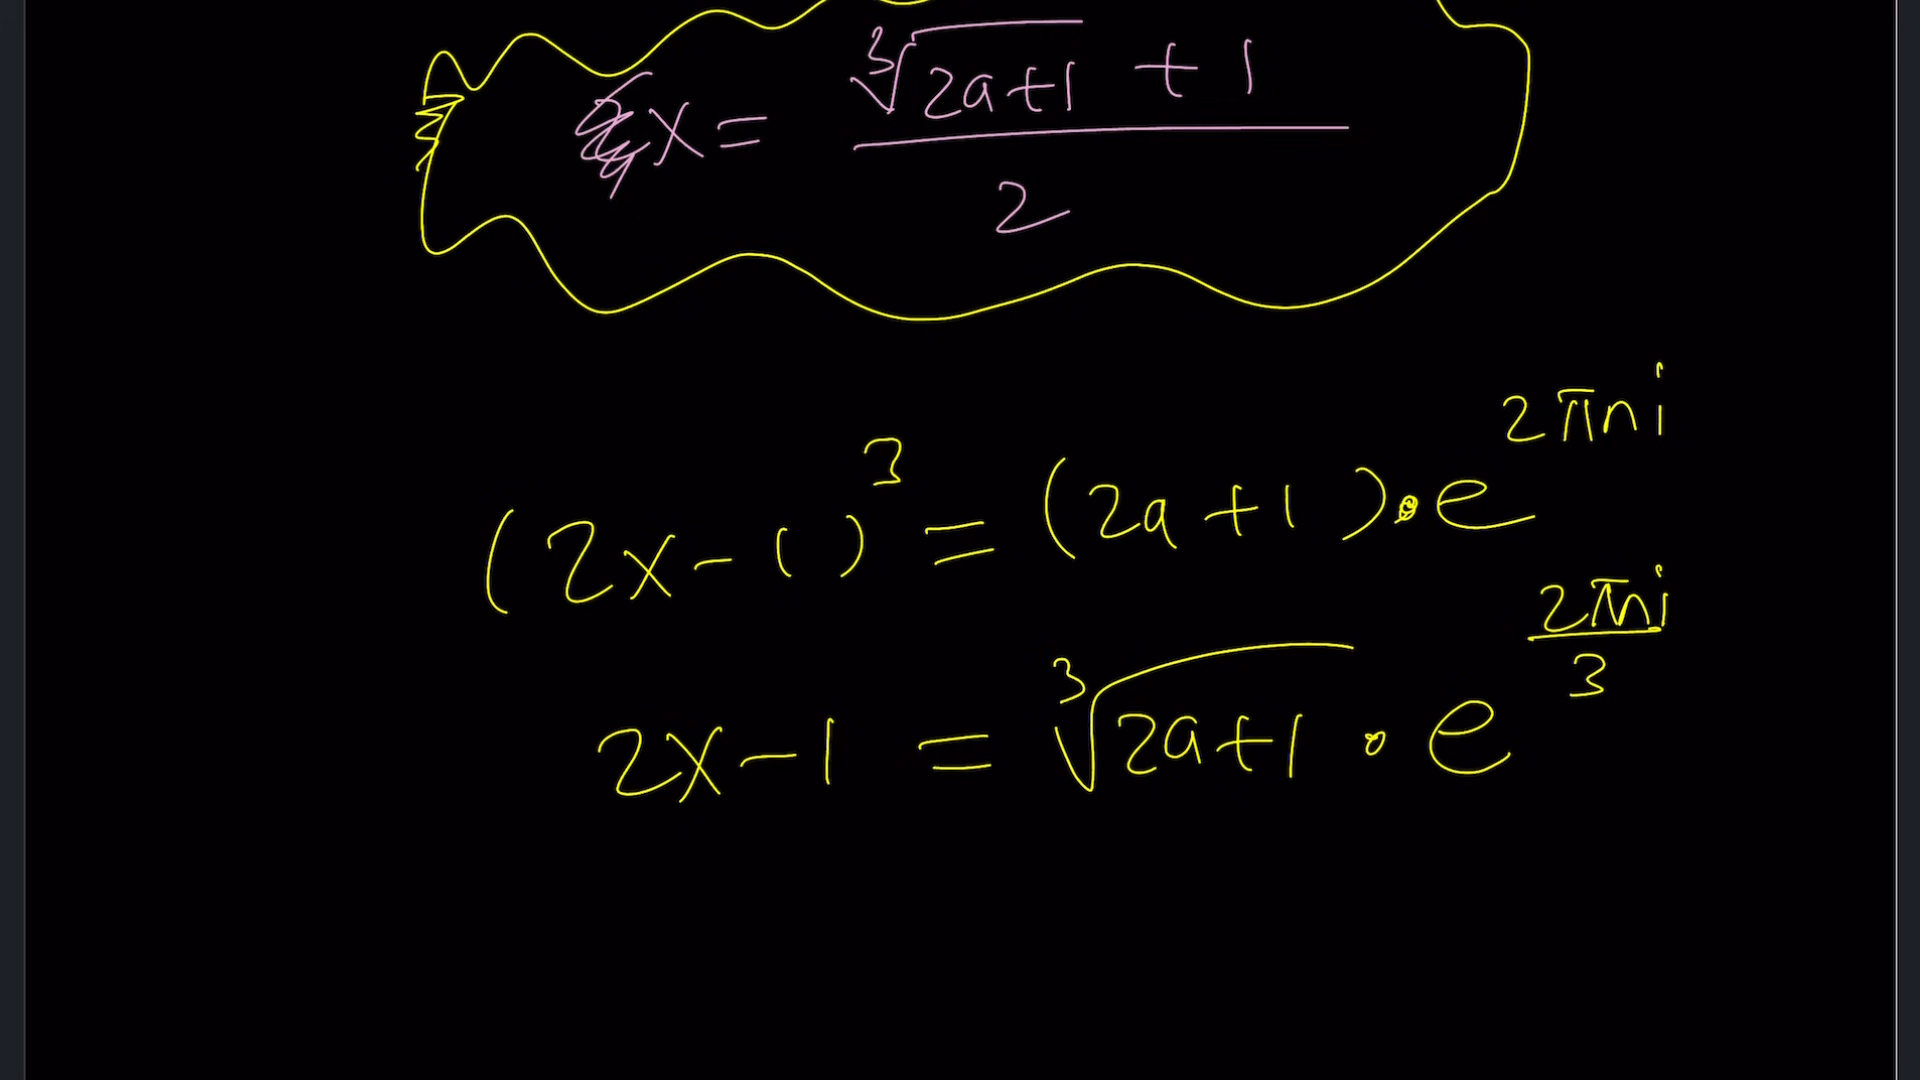 x = (∛(2a+1) + 1) / 2
(2x-1)³ = (2a+1)•e^(2πni)
2x-1 = ∛(2a+1) • e^(2πni/3)